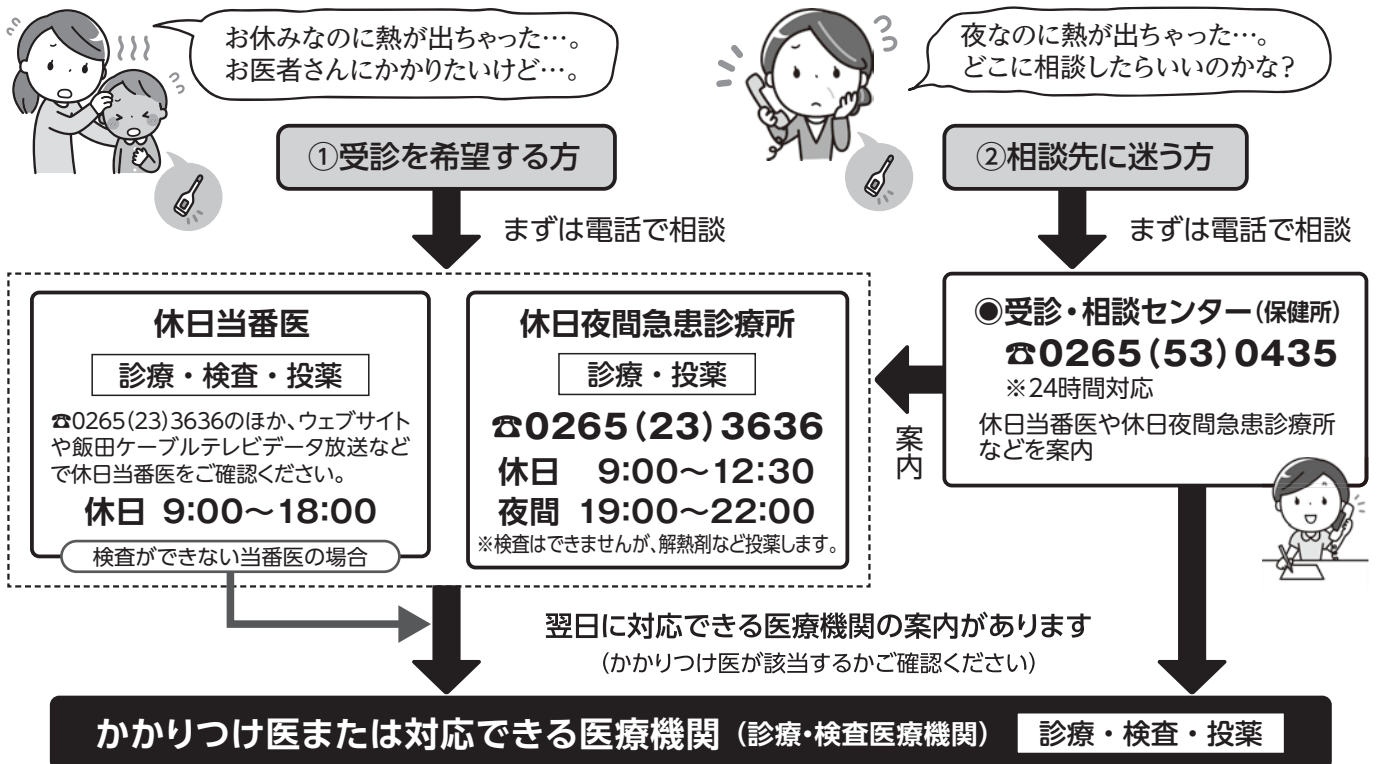 お休みなのに熱が出ちゃった…。
お医者さんにかかりたいけど…。
夜なのに熱が出ちゃった…。
どこに相談したらいいのかな?
①受診を希望する方
②相談先に迷う方
まずは電話で相談
まずは電話で相談
休日当番医
診療・検査・投薬
☎0265(23)3636のほか、ウェブサイト
や飯田ケーブルテレビデータ放送など
で休日当番医をご確認ください。
休日 9:00〜18:00
検査ができない当番医の場合
休日夜間急患診療所
診療・投薬
☎0265(23)3636
休日 9:00〜12:30
夜間 19:00〜22:00
※検査はできませんが、解熱剤など投薬します。
案内
◉受診・相談センター(保健所)
☎0265(53)0435
※24時間対応
休日当番医や休日夜間急患診療所
などを案内
翌日に対応できる医療機関の案内があります
(かかりつけ医が該当するかご確認ください)
かかりつけ医または対応できる医療機関(診療・検査医療機関) 診療・検査・投薬